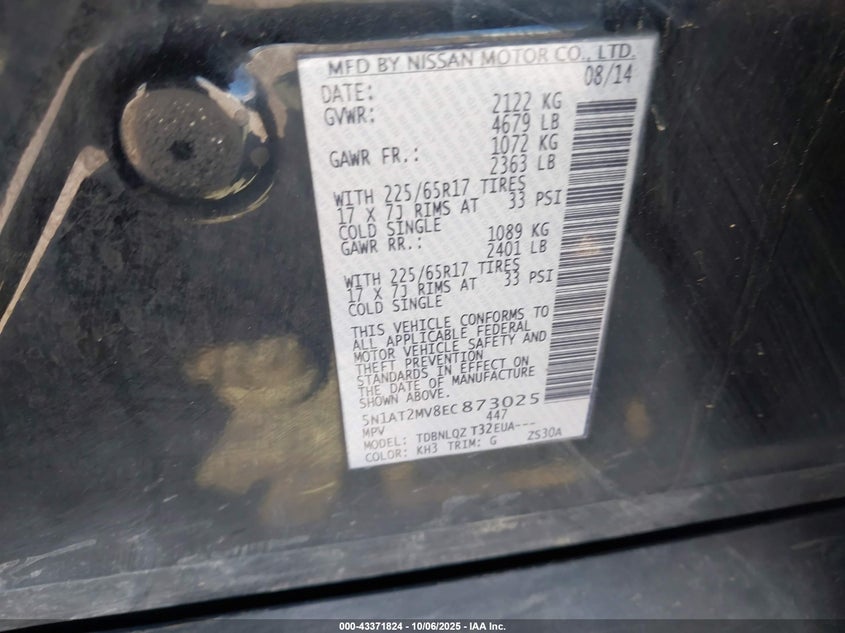 MFD BY NISSAN MOTOR CO., LTD.
DATE: 08/14
GVWR: 2122 KG
4679 LB
GAWR FR.: 1072 KG
2363 LB
WITH 225/65R17 TIRES
17 X 7J RIMS AT 33 PSI
COLD SINGLE
GAWR RR.: 1089 KG
2401 LB
WITH 225/65R17 TIRES
17 X 7J RIMS AT 33 PSI
COLD SINGLE
THIS VEHICLE CONFORMS TO
ALL APPLICABLE FEDERAL
MOTOR VEHICLE SAFETY AND
THEFT PREVENTION
STANDARDS IN EFFECT ON
THE DATE OF MANUFACTURE
SHOWN ABOVE.
5N1AT2MV8EC873025
MPV 447
MODEL: TDBNLQZ T32EUA---
COLOR: KH3 TRIM: G ZS30A
000-43371824 - 10/06/2025 - IAA Inc.